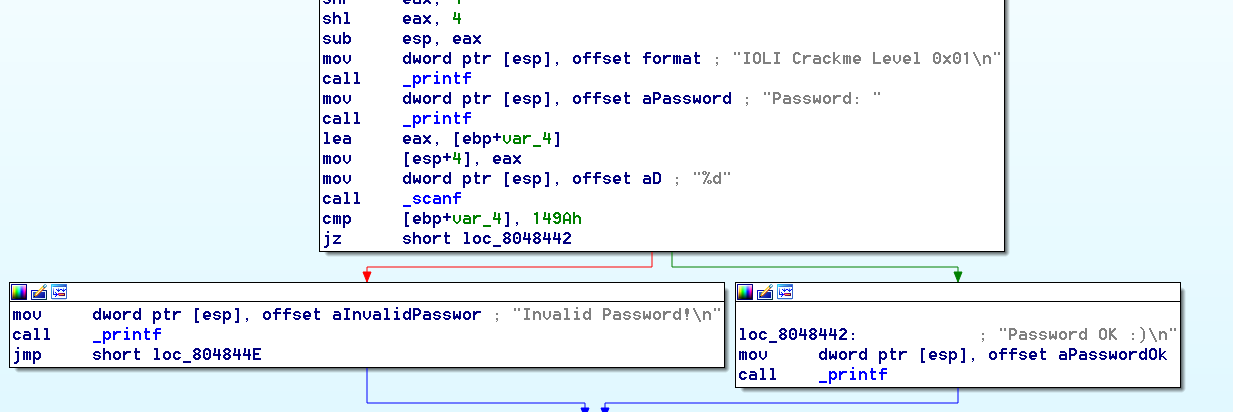 shr eax, 4
shl eax, 4
sub esp, eax
mov dword ptr [esp], offset format ; "IOLI Crackme Level 0x01\n"
call _printf
mov dword ptr [esp], offset aPassword ; "Password: "
call _printf
lea eax, [ebp+var_4]
mov [esp+4], eax
mov dword ptr [esp], offset aD ; "%d"
call _scanf
cmp [ebp+var_4], 149Ah
jz short loc_8048442
mov dword ptr [esp], offset aInvalidPasswor ; "Invalid Password!\n"
call _printf
jmp short loc_804844E
loc_8048442: ; "Password OK :)\n"
mov dword ptr [esp], offset aPasswordOk
call _printf